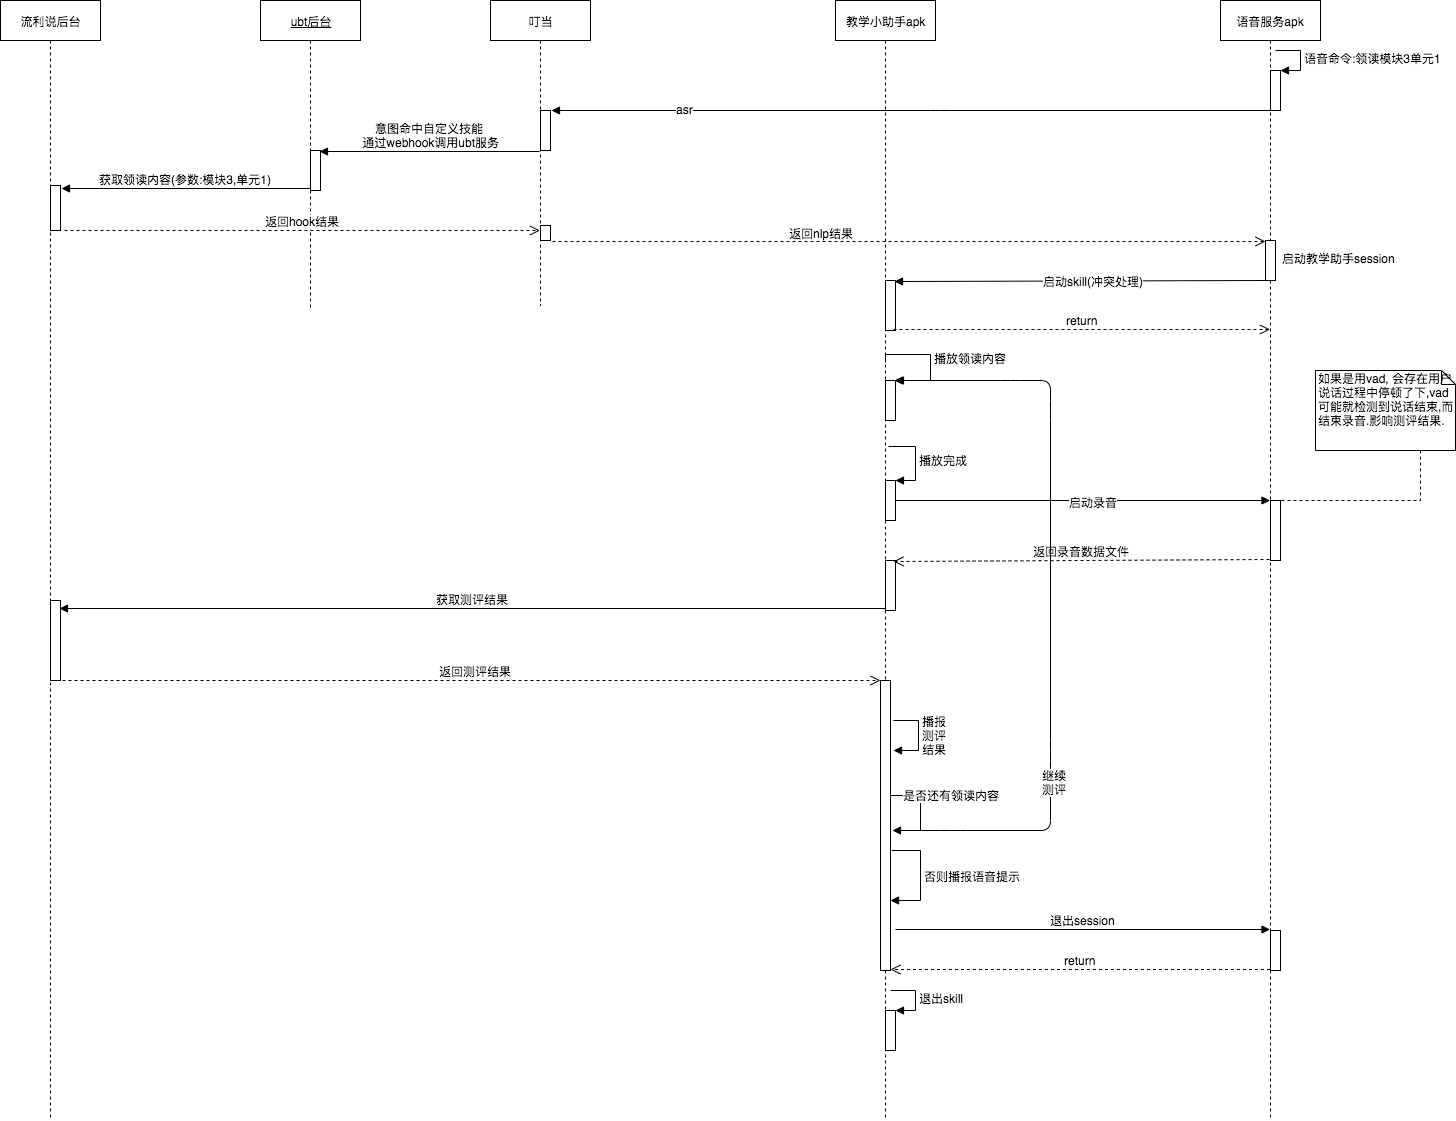 流利说后台
ubt后台
叮当
教学小助手apk
语音服务apk
语音命令:领读模块3单元1
asr
意图命中自定义技能
通过webhook调用ubt服务
获取领读内容(参数:模块3,单元1)
返回hook结果
返回nlp结果
启动教学助手session
启动skill(冲突处理)
return
播放领读内容
如果是用vad, 会存在用户
说话过程中停顿了下,vad
可能就检测到说话结束,而
结束录音.影响测评结果.
播放完成
启动录音
返回录音数据文件
获取测评结果
返回测评结果
播报
测评
结果
继续
测评
是否还有领读内容
否则播报语音提示
退出session
return
退出skill